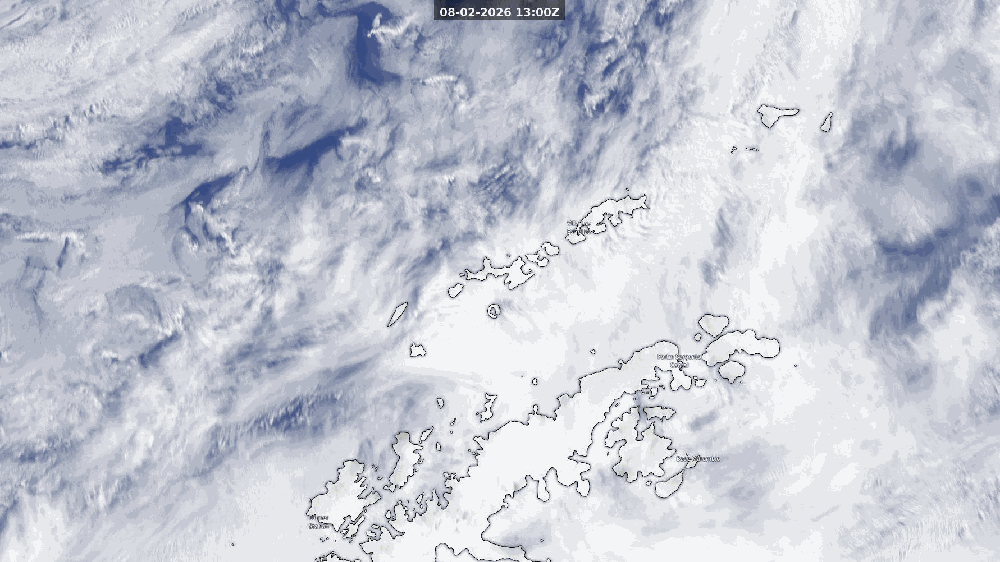 08-02-2026 13:00Z
Villa Las
Estrellas
Fortín Sargento
Cabral
Base Marambio
Palmer
Station